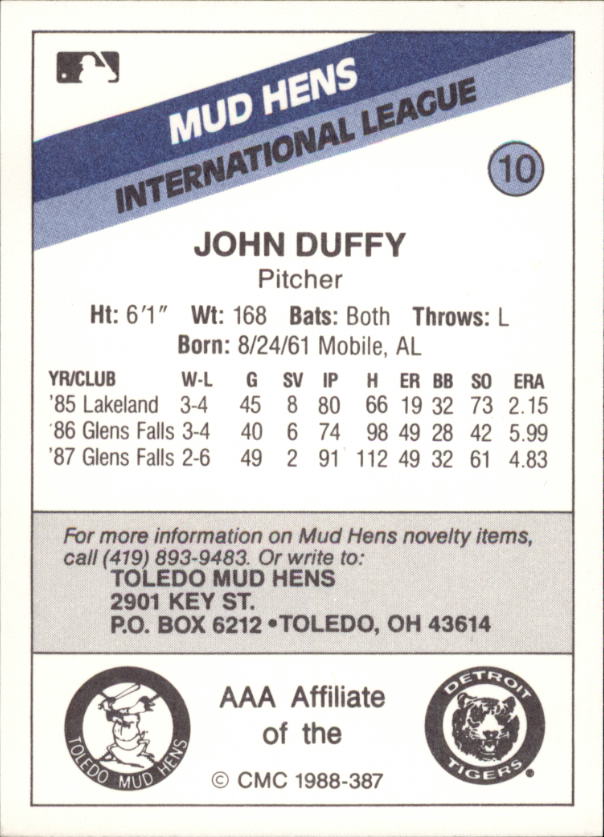 MUD HENS
INTERNATIONAL LEAGUE
10
JOHN DUFFY
Pitcher
Ht: 6'1" Wt: 168 Bats: Both Throws: L
Born: 8/24/61 Mobile, AL
YR/CLUB W-L G SV IP H ER BB SO ERA
'85 Lakeland 3-4 45 8 80 66 19 32 73 2.15
'86 Glens Falls 3-4 40 6 74 98 49 28 42 5.99
'87 Glens Falls 2-6 49 2 91 112 49 32 61 4.83
For more information on Mud Hens novelty items,
call (419) 893-9483. Or write to:
TOLEDO MUD HENS
2901 KEY ST.
P.O. BOX 6212 • TOLEDO, OH 43614
TOLEDO MUD HENS
AAA Affiliate
of the
© CMC 1988-387
DETROIT
TIGERS®